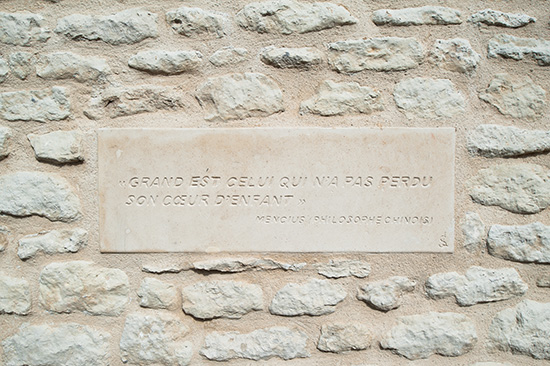 « GRAND EST CELUI QUI N'A PAS PERDU
SON CŒUR D'ENFANT »
MENCIUS (PHILOSOPHE CHINOIS)